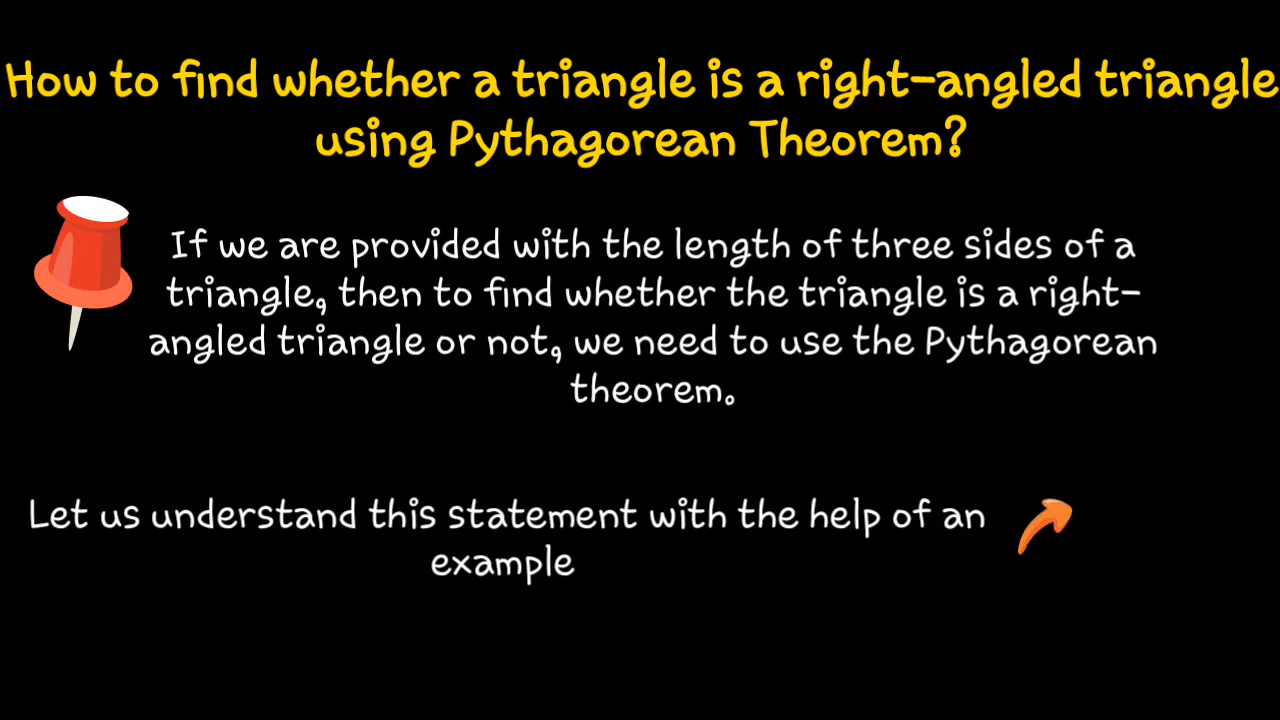 How to find whether a triangle is a right-angled triangle
using Pythagorean Theorem?
If we are provided with the length of three sides of a
triangle, then to find whether the triangle is a right-
angled triangle or not, we need to use the Pythagorean
theorem.
Let us understand this statement with the help of an
example